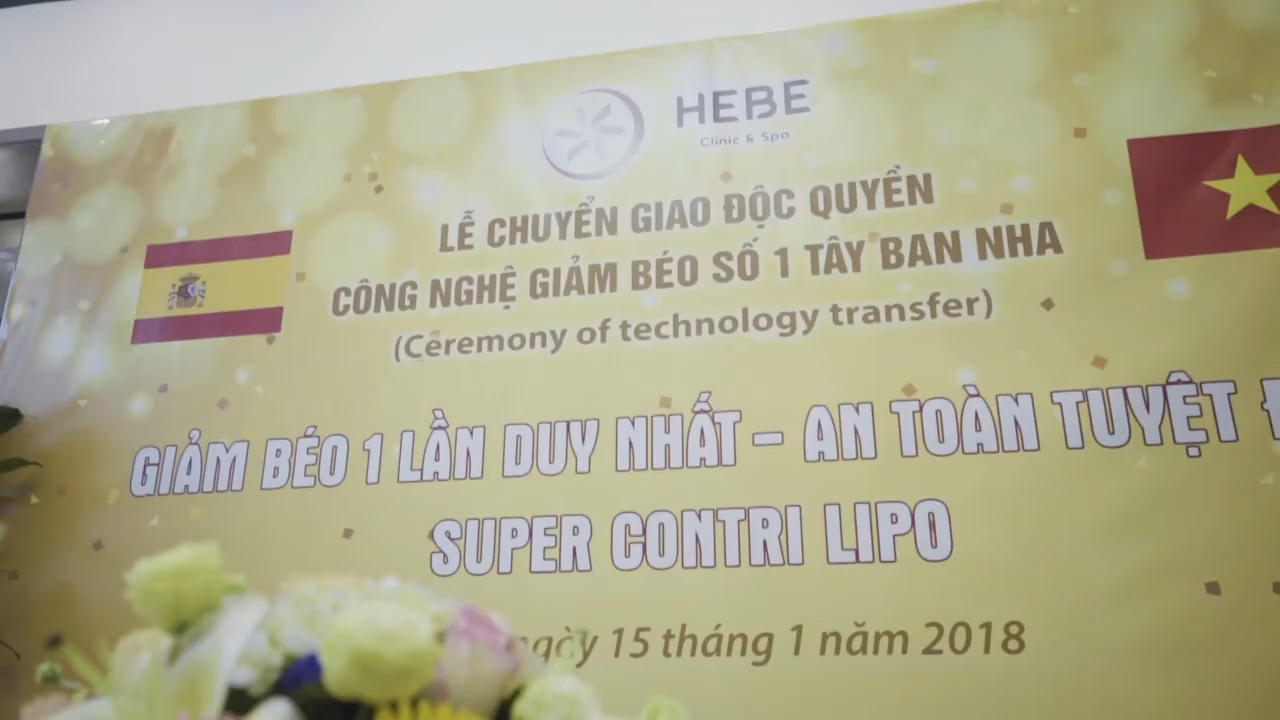 HEBE
Clinic & Spa
LỄ CHUYỂN GIAO ĐỘC QUYỀN
CÔNG NGHỆ GIẢM BÉO SỐ 1 TÂY BAN NHA
(Ceremony of technology transfer)
GIẢM BÉO 1 LẦN DUY NHẤT – AN TOÀN TUYỆT
SUPER CONTRI LIPO
ngày 15 tháng 1 năm 2018